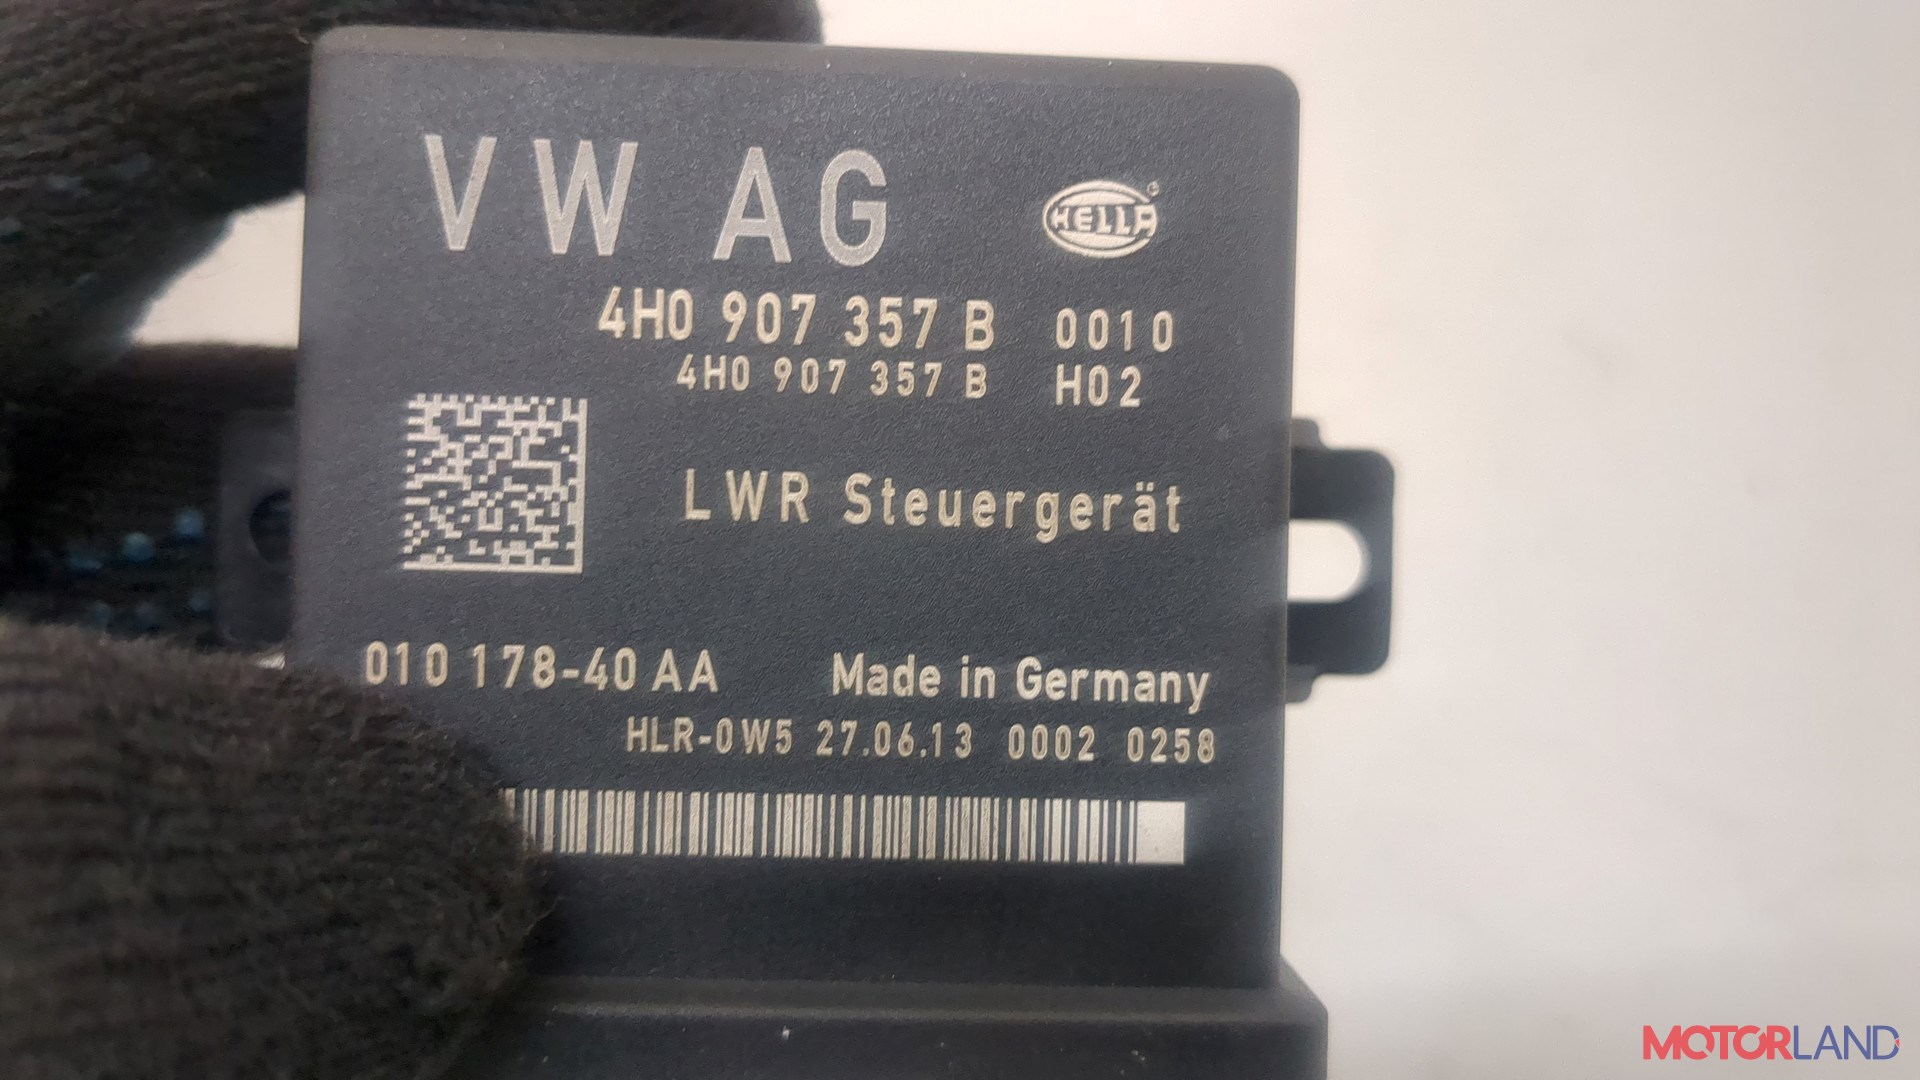 VW AG
HELLA
4H0 907 357 B 0010
4H0 907 357 B H02
LWR Steuergerät
010 178-40 AA Made in Germany
HLR-0W5 27.06.13 0002 0258
MOTORLAND